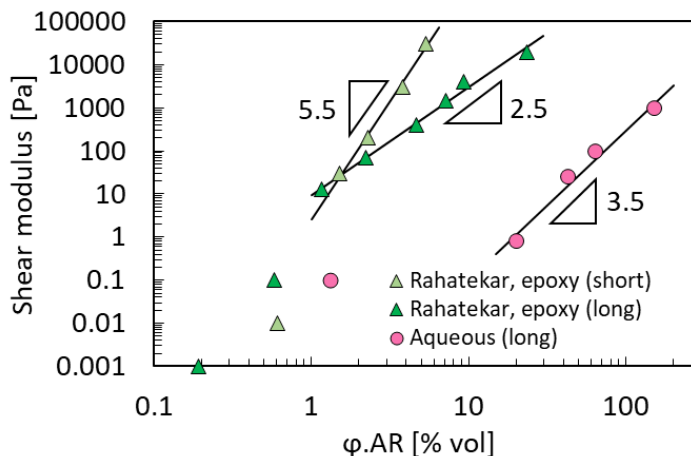 100000
10000
1000
100
10
1
0.1
0.01
0.001
Shear modulus [Pa]
5.5
2.5
3.5
Rahatekar, epoxy (short)
Rahatekar, epoxy (long)
Aqueous (long)
0.1 1 10 100
φ.AR [% vol]